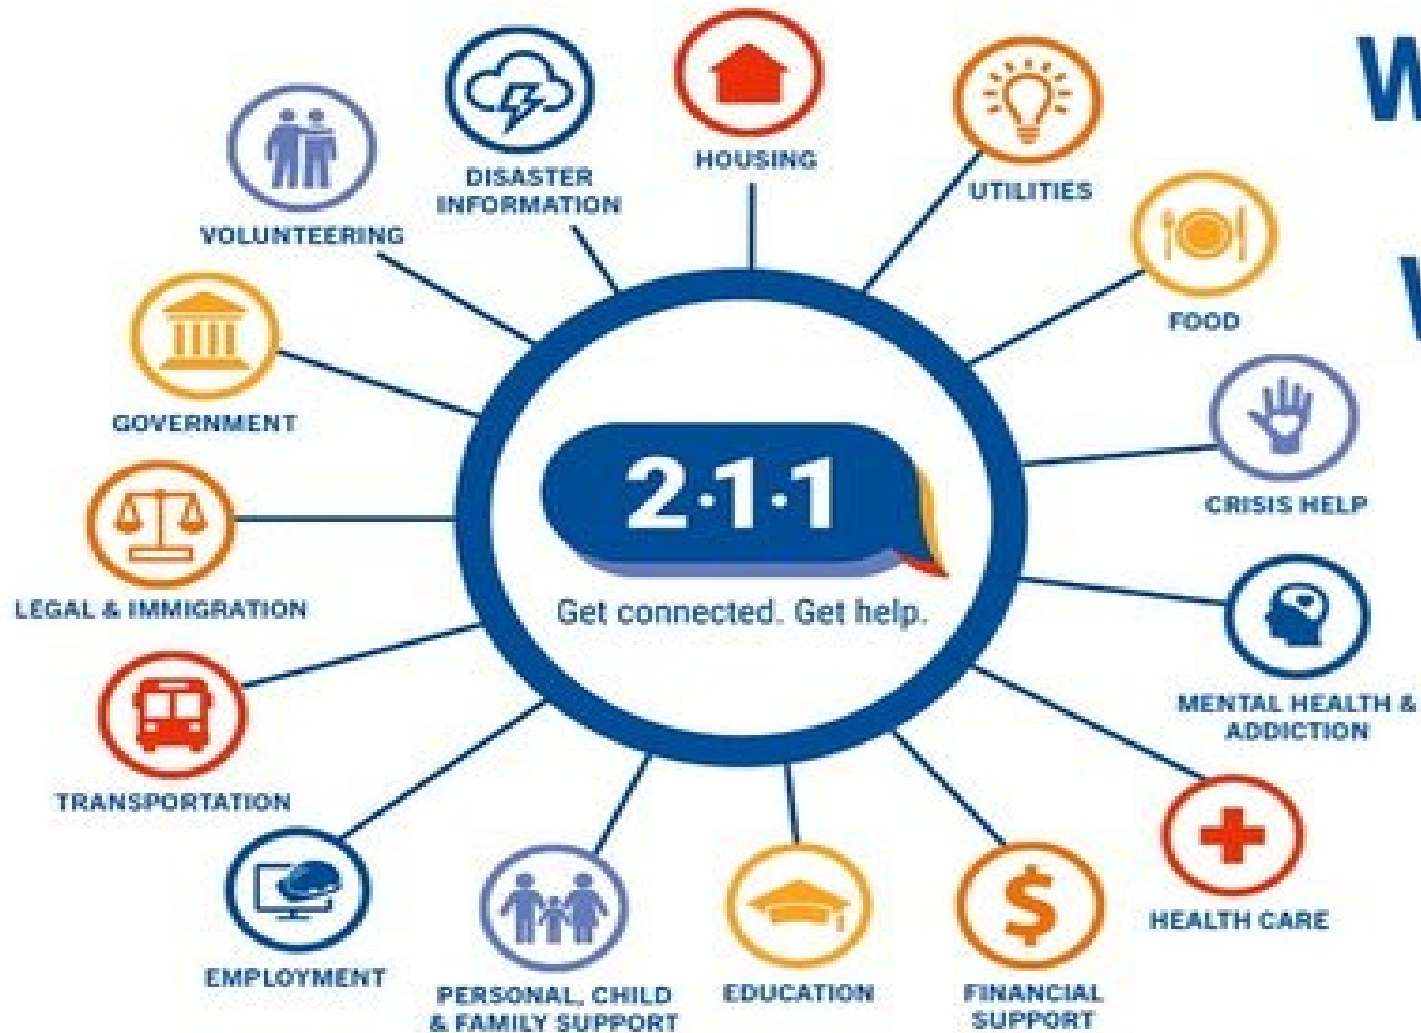 HOUSING
UTILITIES
FOOD
CRISIS HELP
MENTAL HEALTH &
ADDICTION
HEALTH CARE
FINANCIAL
SUPPORT
EDUCATION
PERSONAL, CHILD
& FAMILY SUPPORT
EMPLOYMENT
TRANSPORTATION
LEGAL & IMMIGRATION
GOVERNMENT
VOLUNTEERING
DISASTER
INFORMATION
2·1·1
Get connected. Get help.